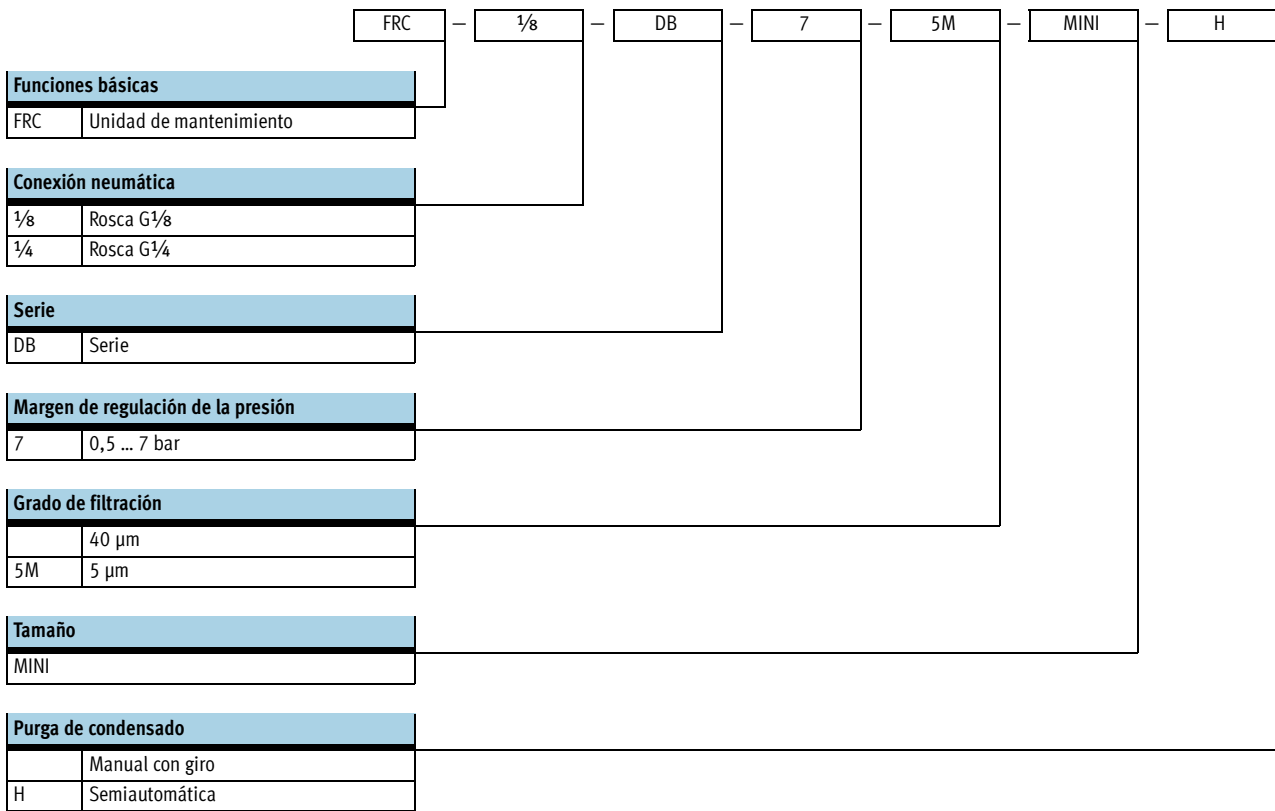 FRC – ⅛ – DB – 7 – 5M – MINI – H
Funciones básicas
FRC Unidad de mantenimiento
Conexión neumática
⅛ Rosca G⅛
¼ Rosca G¼
Serie
DB Serie
Margen de regulación de la presión
7 0,5 ... 7 bar
Grado de filtración
40 µm
5M 5 µm
Tamaño
MINI
Purga de condensado
Manual con giro
H Semiautomática